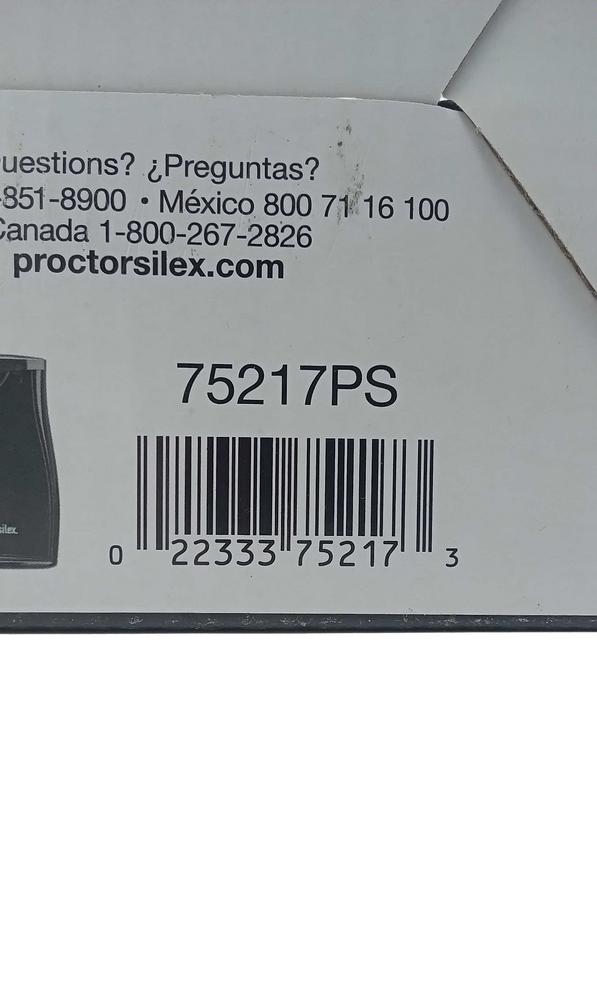 uestions? ¿Preguntas?
-851-8900 • México 800 71 16 100
Canada 1-800-267-2826
proctorsilex.com
75217PS
silex.
0 22333 75217 3